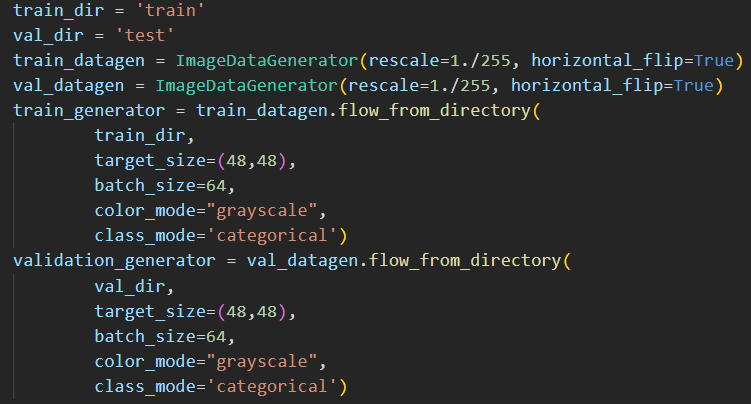 train_dir = 'train'
val_dir = 'test'
train_datagen = ImageDataGenerator(rescale=1./255, horizontal_flip=True)
val_datagen = ImageDataGenerator(rescale=1./255, horizontal_flip=True)
train_generator = train_datagen.flow_from_directory(
        train_dir,
        target_size=(48,48),
        batch_size=64,
        color_mode="grayscale",
        class_mode='categorical')
validation_generator = val_datagen.flow_from_directory(
        val_dir,
        target_size=(48,48),
        batch_size=64,
        color_mode="grayscale",
        class_mode='categorical')